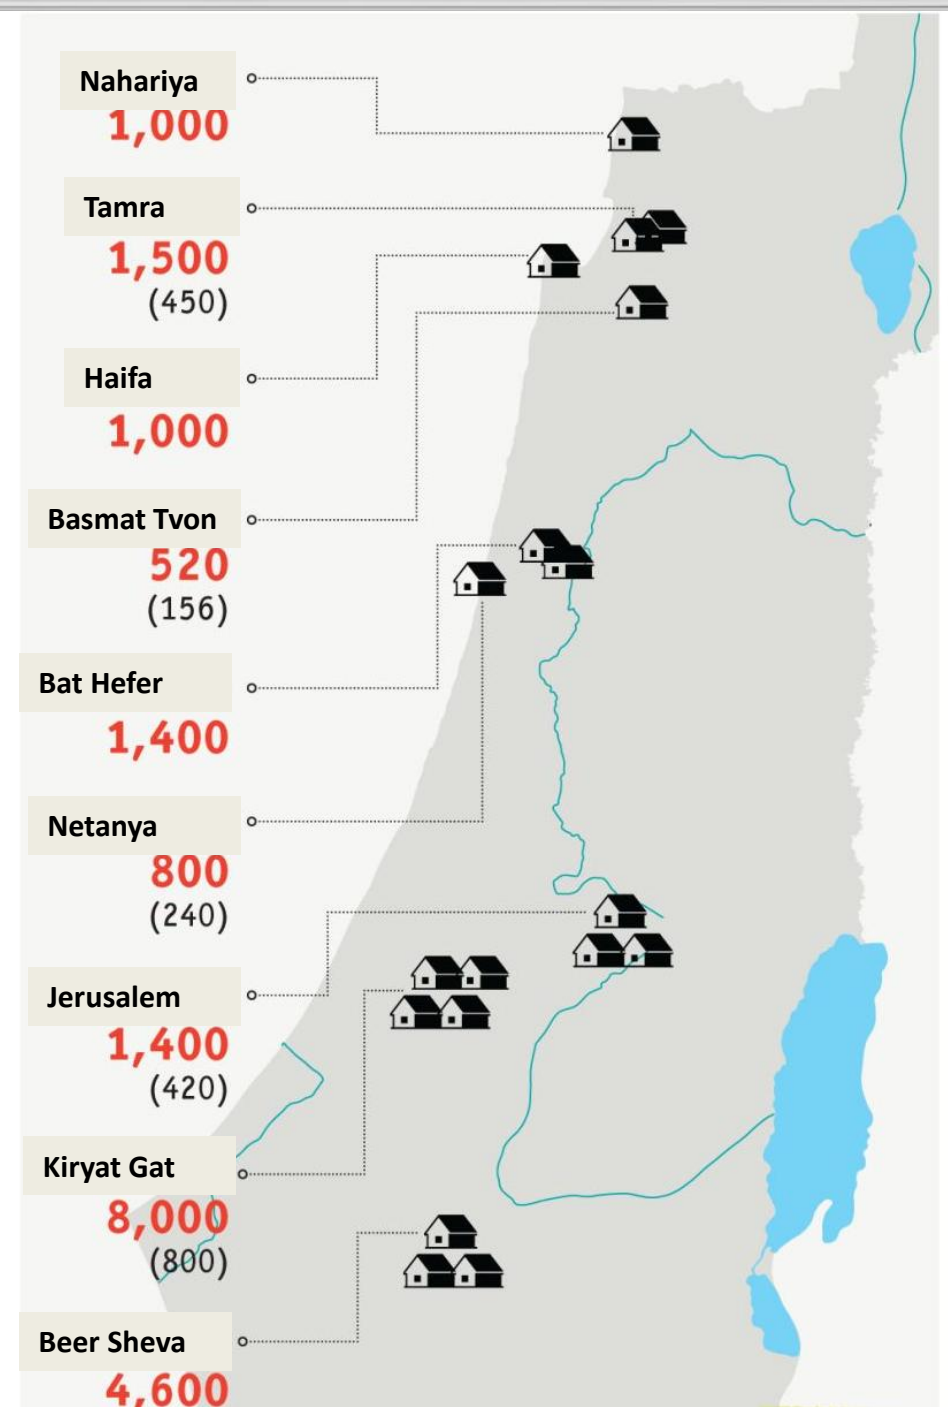 Nahariya
1,000
Tamra
1,500
(450)
Haifa
1,000
Basmat Tvon
520
(156)
Bat Hefer
1,400
Netanya
800
(240)
Jerusalem
1,400
(420)
Kiryat Gat
8,000
(800)
Beer Sheva
4,600